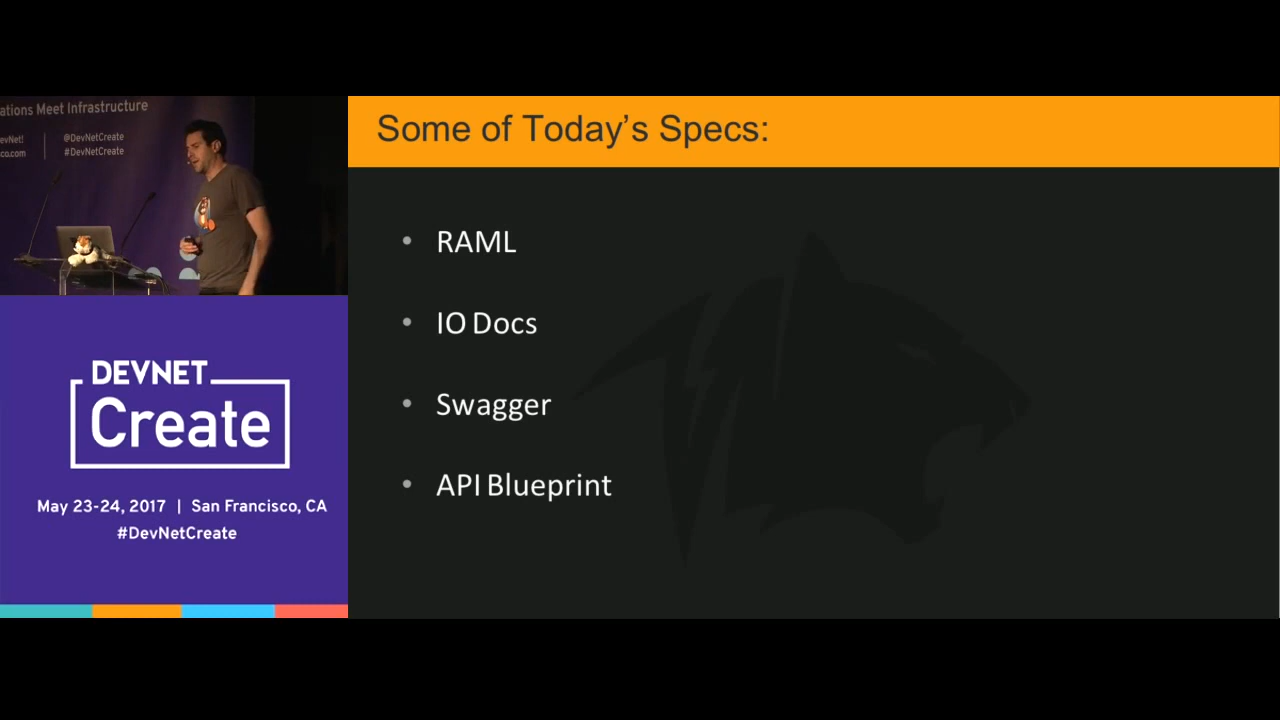 ations Meet Infrastructure
evNet!
co.com
@DevNetCreate
#DevNetCreate
DEVNET
Create
May 23-24, 2017 | San Francisco, CA
#DevNetCreate
Some of Today’s Specs:
• RAML
• IO Docs
• Swagger
• API Blueprint